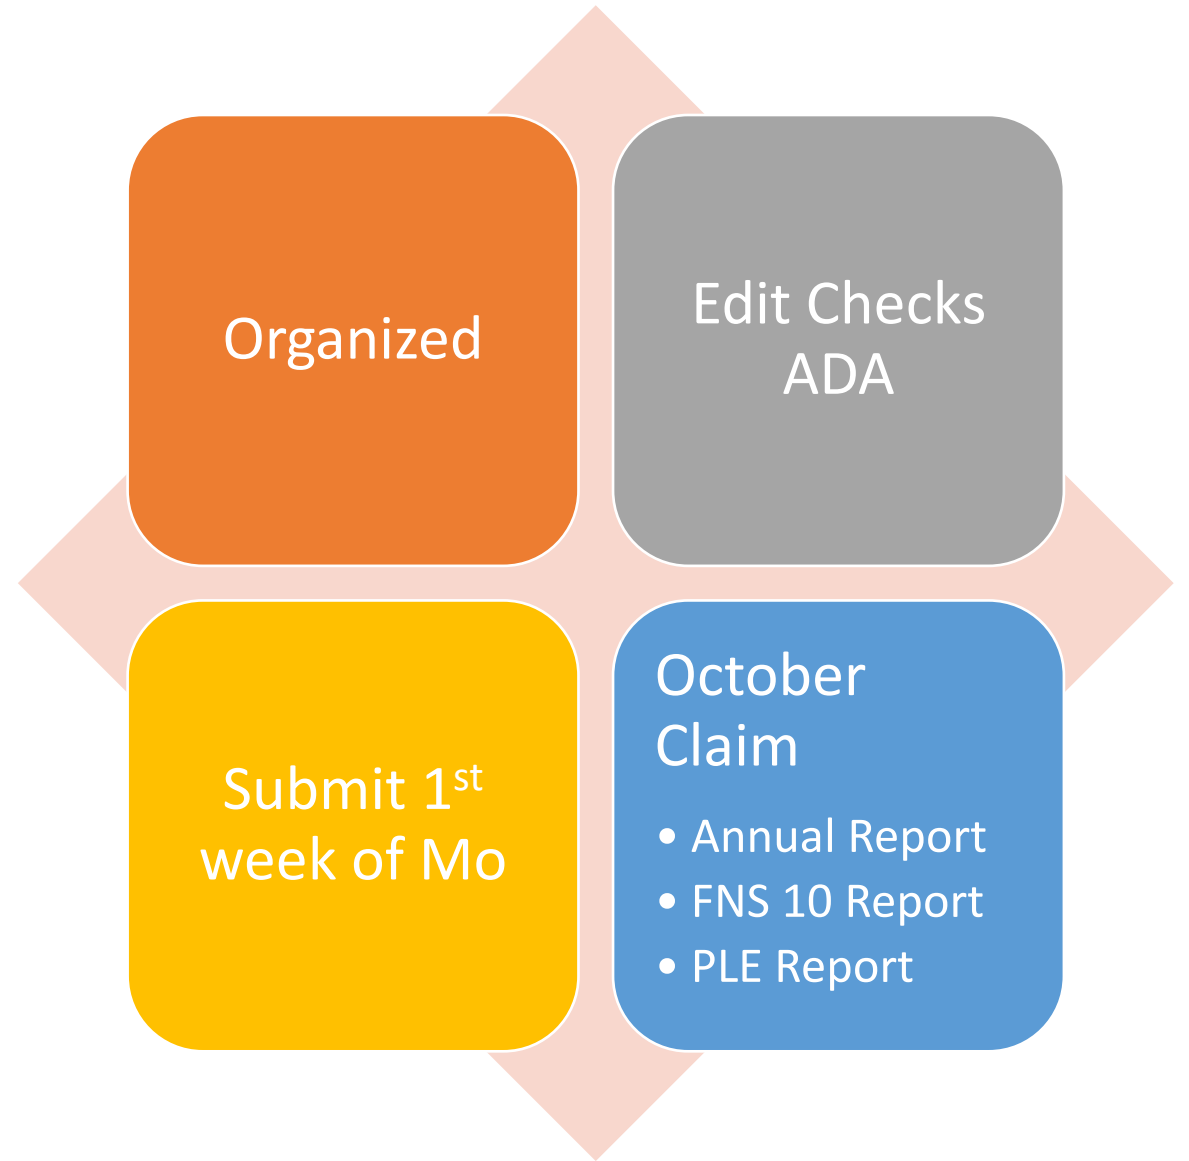 Organized
Edit Checks
ADA
Submit 1st
week of Mo
October
Claim
• Annual Report
• FNS 10 Report
• PLE Report